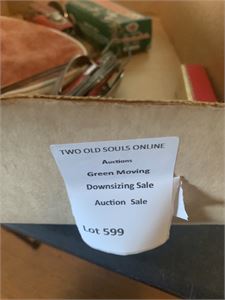 TWO OLD SOULS ONLINE
Auctions
Green Moving
Downsizing Sale
Auction Sale
Lot 599